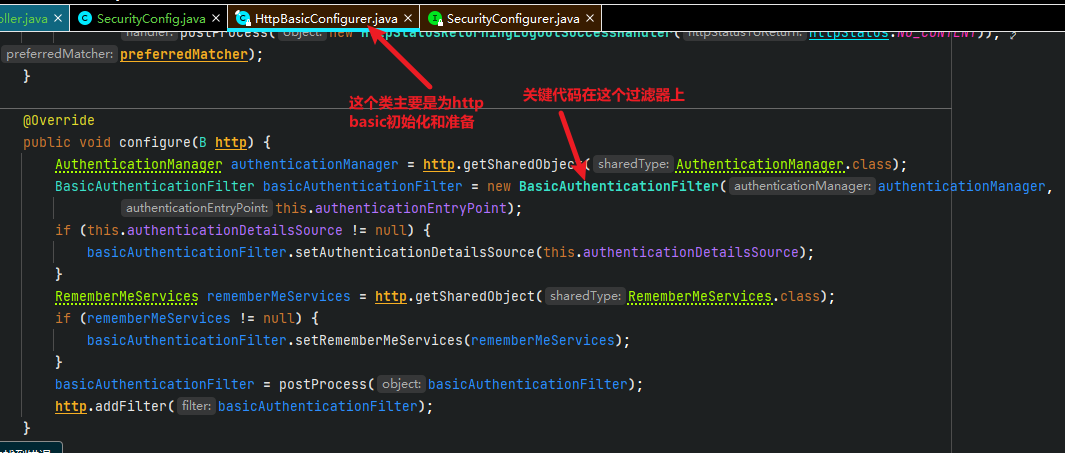 oller.java × SecurityConfig.java × HttpBasicConfigurer.java × SecurityConfigurer.java ×
handler: postProcess( object: new HttpStatusReturningLogoutSuccessHandler( httpStatusToReturn: HttpStatus.NO_CONTENT)),
preferredMatcher: preferredMatcher);
}
这个类主要是为http
basic初始化和准备
关键代码在这个过滤器上
@Override
public void configure(B http) {
AuthenticationManager authenticationManager = http.getSharedObject( sharedType: AuthenticationManager.class);
BasicAuthenticationFilter basicAuthenticationFilter = new BasicAuthenticationFilter( authenticationManager: authenticationManager,
authenticationEntryPoint: this.authenticationEntryPoint);
if (this.authenticationDetailsSource != null) {
basicAuthenticationFilter.setAuthenticationDetailsSource(this.authenticationDetailsSource);
}
RememberMeServices rememberMeServices = http.getSharedObject( sharedType: RememberMeServices.class);
if (rememberMeServices != null) {
basicAuthenticationFilter.setRememberMeServices(rememberMeServices);
}
basicAuthenticationFilter = postProcess( object: basicAuthenticationFilter);
http.addFilter( filter: basicAuthenticationFilter);
}